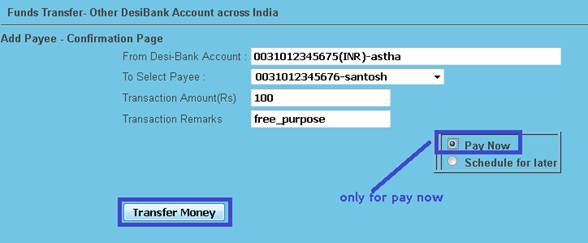 Funds Transfer- Other DesiBank Account across India
Add Payee - Confirmation Page
From Desi-Bank Account : 0031012345675(INR)-astha
To Select Payee : 0031012345676-santosh
Transaction Amount(Rs) 100
Transaction Remarks free_purpose
Pay Now
Schedule for later
only for pay now
Transfer Money